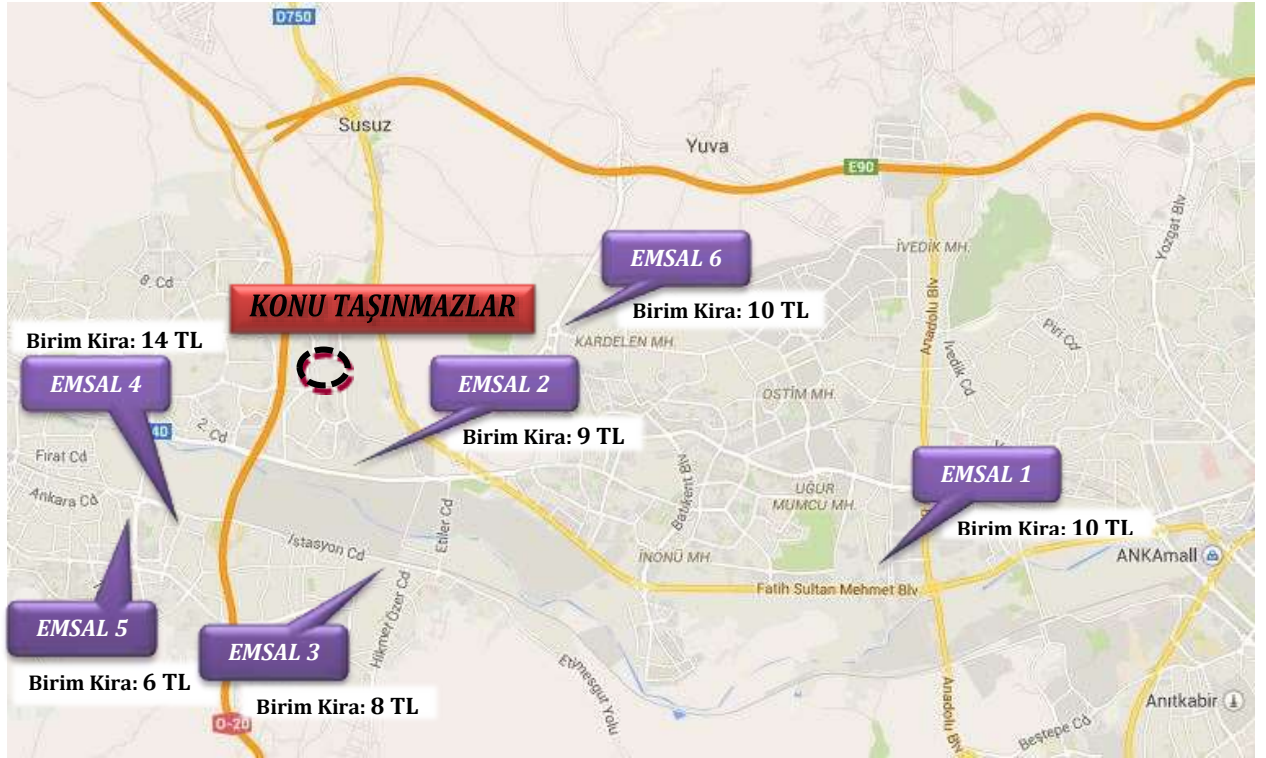 D750
Susuz
Yuva
E90
Yozgat Blv
İVEDİK MH.
EMSAL 6
8. Cd
KONU TAŞINMAZLAR
Birim Kira: 10 TL
Anadolu Blv
Piri Cd
Birim Kira: 14 TL
KARDELEN MH.
İvedik Cd
EMSAL 4
EMSAL 2
OSTİM MH.
40
2. Cd
Birim Kira: 9 TL
Fırat Cd
Batıkent Blv
EMSAL 1
Ankara Cd
UĞUR
MUMCU MH.
Etiler Cd
Birim Kira: 10 TL
İstasyon Cd
İNÖNÜ MH.
ANKAmall
Fatih Sultan Mehmet Blv
EMSAL 5
Hikmet Özer Cd
EMSAL 3
Etimesgut Yolu
Birim Kira: 6 TL
Birim Kira: 8 TL
Anadolu Blv
Anıtkabir
O-20
Beştepe Cd